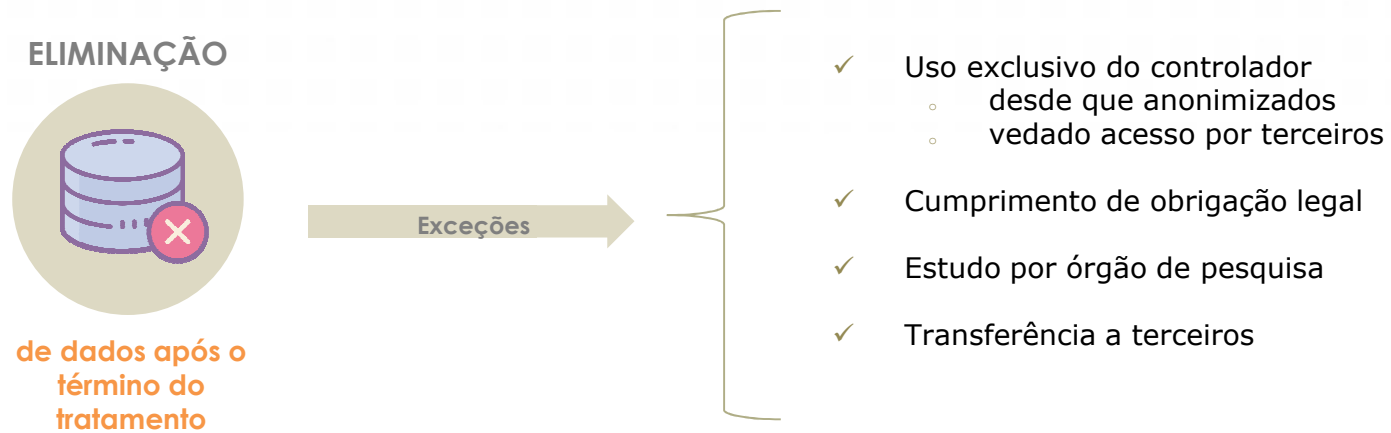 ELIMINAÇÃO
de dados após o
término do
tratamento
Exceções
✓ Uso exclusivo do controlador
○ desde que anonimizados
○ vedado acesso por terceiros
✓ Cumprimento de obrigação legal
✓ Estudo por órgão de pesquisa
✓ Transferência a terceiros